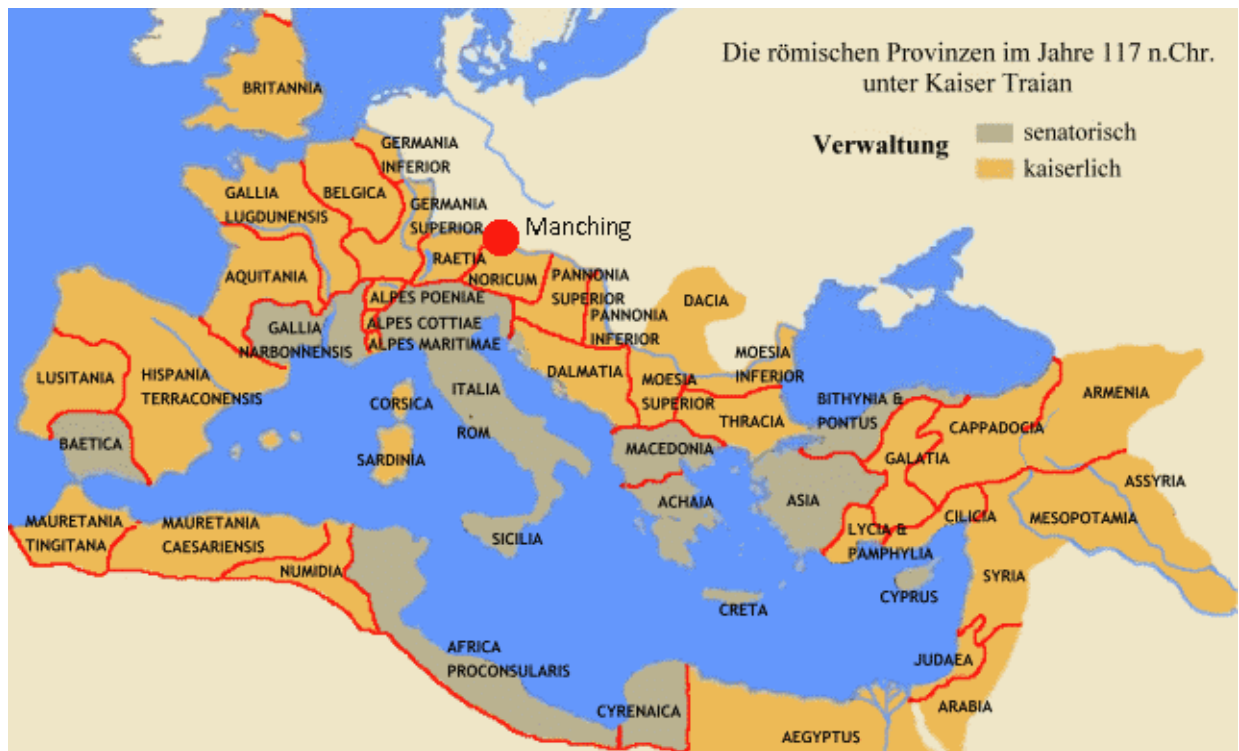 Die römischen Provinzen im Jahre 117 n.Chr.
unter Kaiser Traian
Verwaltung
senatorisch
kaiserlich
BRITANNIA
GERMANIA
INFERIOR
GALLIA
LUGDUNENSIS
BELGICA
GERMANIA
SUPERIOR
Manching
AQUITANIA
RAETIA
NORICUM
PANNONIA
SUPERIOR
PANNONIA
INFERIOR
DACIA
ALPES POENIAE
ALPES COTTIAE
ALPES MARITIMAE
GALLIA
NARBONNENSIS
LUSITANIA
HISPANIA
TERRACONENSIS
BAETICA
CORSICA
SARDINIA
ITALIA
ROM
DALMATIA
MOESIA
SUPERIOR
MOESIA
INFERIOR
THRACIA
MACEDONIA
ACHAIA
BITHYNIA &
PONTUS
GALATIA
CAPPADOCIA
ARMENIA
ASIA
LYCIA &
PAMPHYLIA
CILICIA
ASSYRIA
MESOPOTAMIA
SYRIA
CYPRUS
CRETA
SICILIA
MAURETANIA
TINGITANA
MAURETANIA
CAESARIENSIS
NUMIDIA
AFRICA
PROCONSULARIS
CYRENAICA
AEGYPTUS
JUDAEA
ARABIA